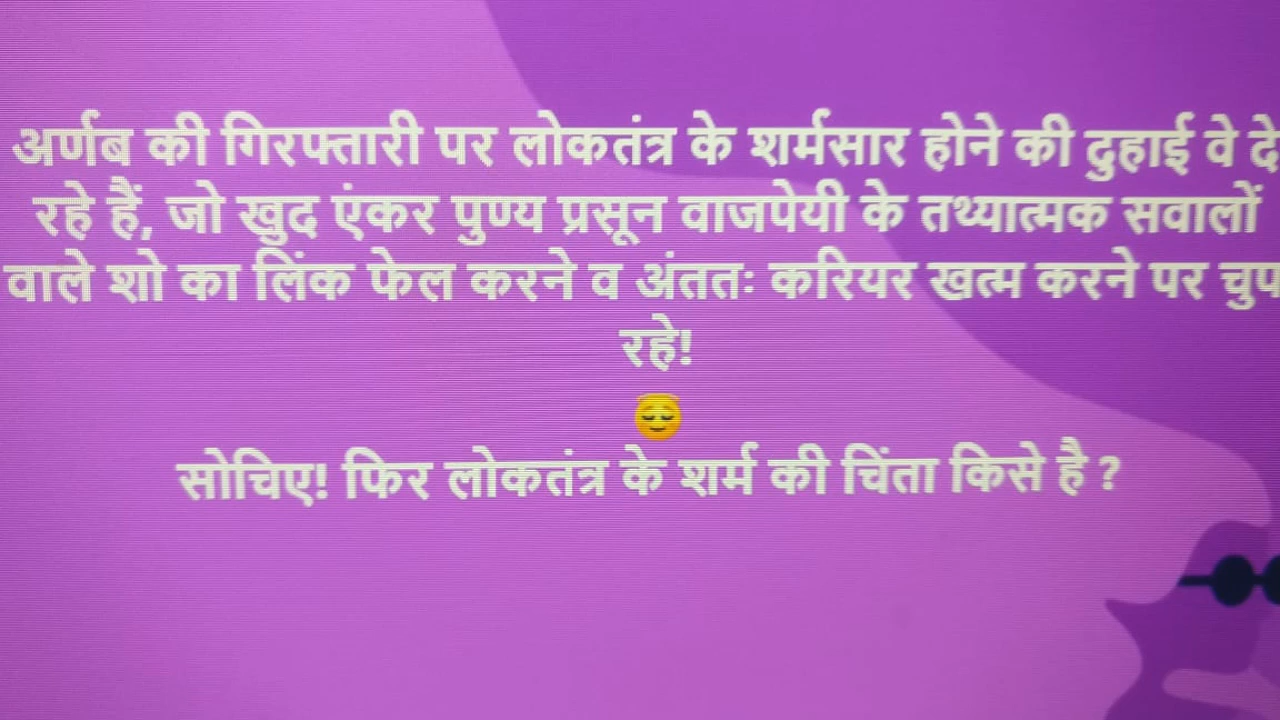 अर्णब की गिरफ्तारी पर लोकतंत्र के शर्मसार होने की दुहाई वे दे
रहे हैं, जो खुद एंकर पुण्य प्रसून वाजपेयी के तथ्यात्मक सवालों
वाले शो का लिंक फेल करने व अंततः करियर खत्म करने पर चुप
रहे!
😇
सोचिए! फिर लोकतंत्र के शर्म की चिंता किसे है ?